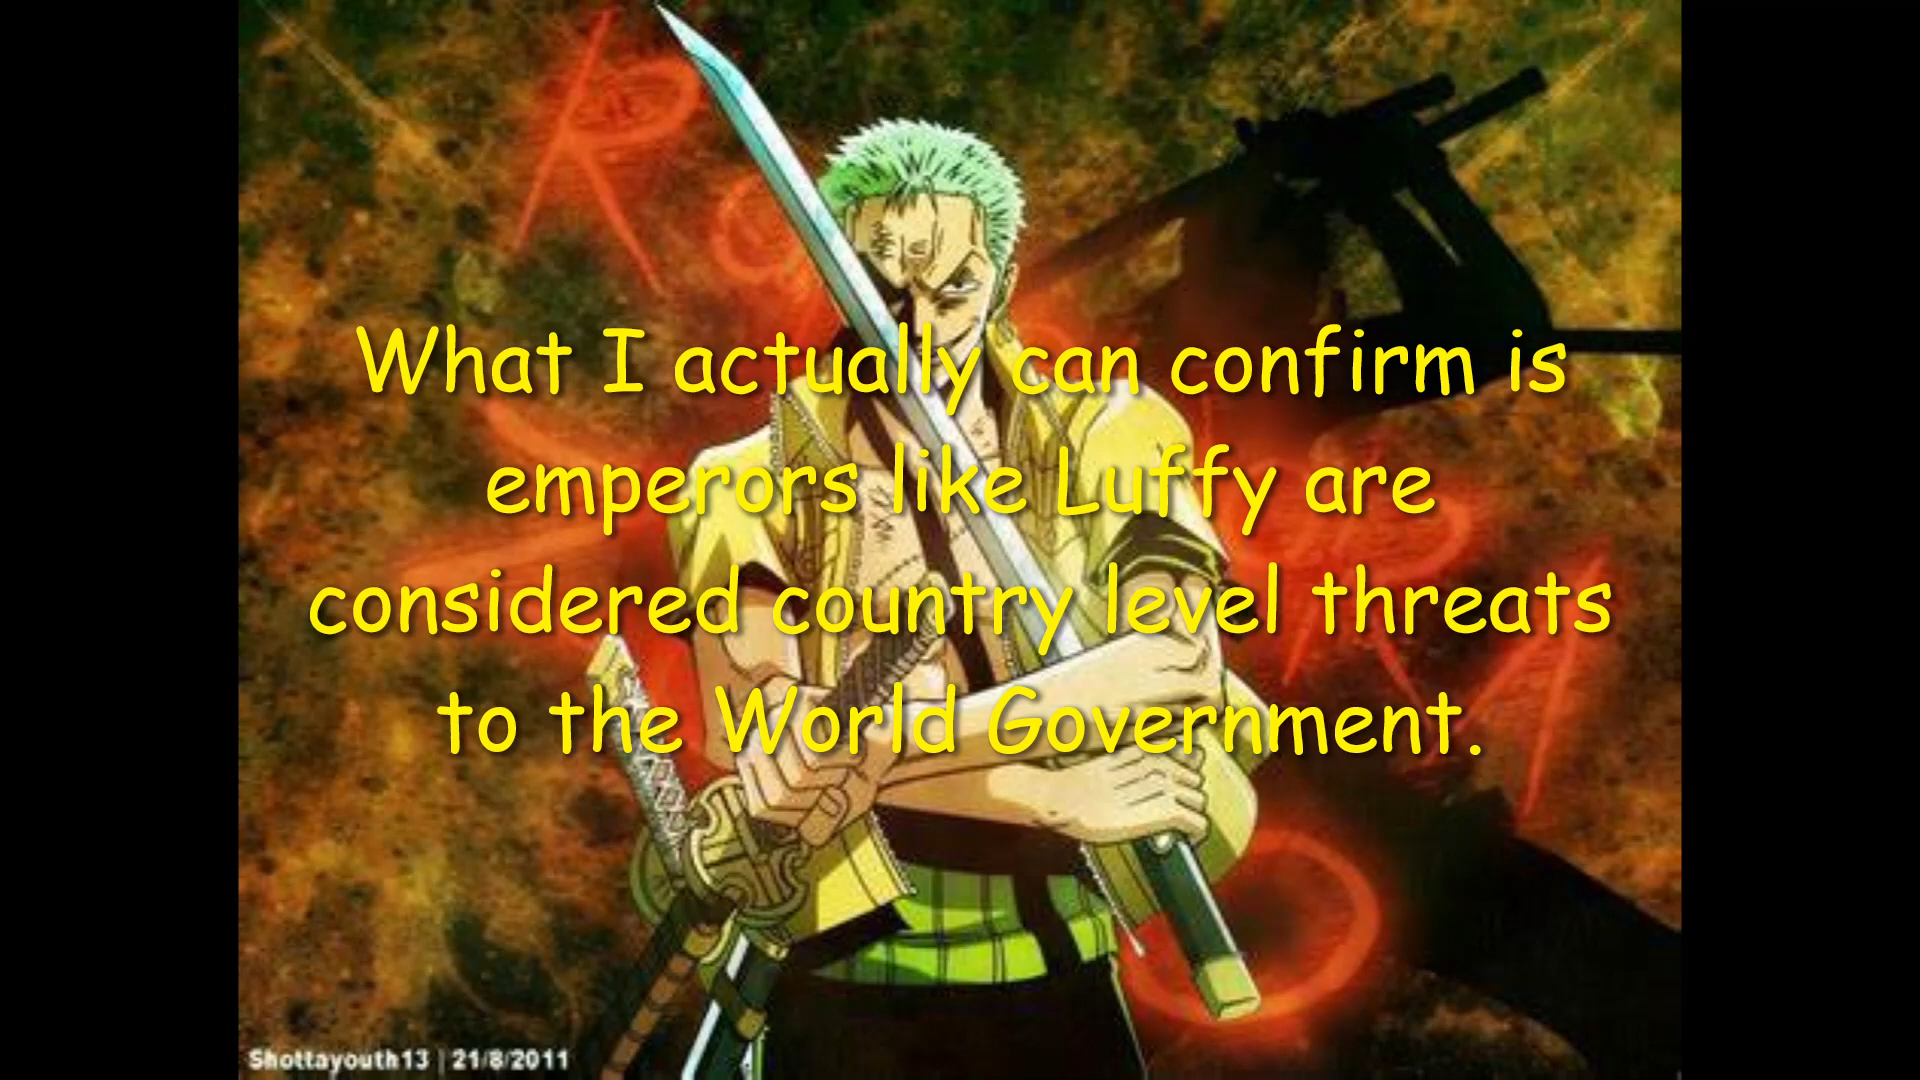 What I actually can confirm is
emperors like Luffy are
considered country level threats
to the World Government.
Shottayouth13 | 21/8/2011